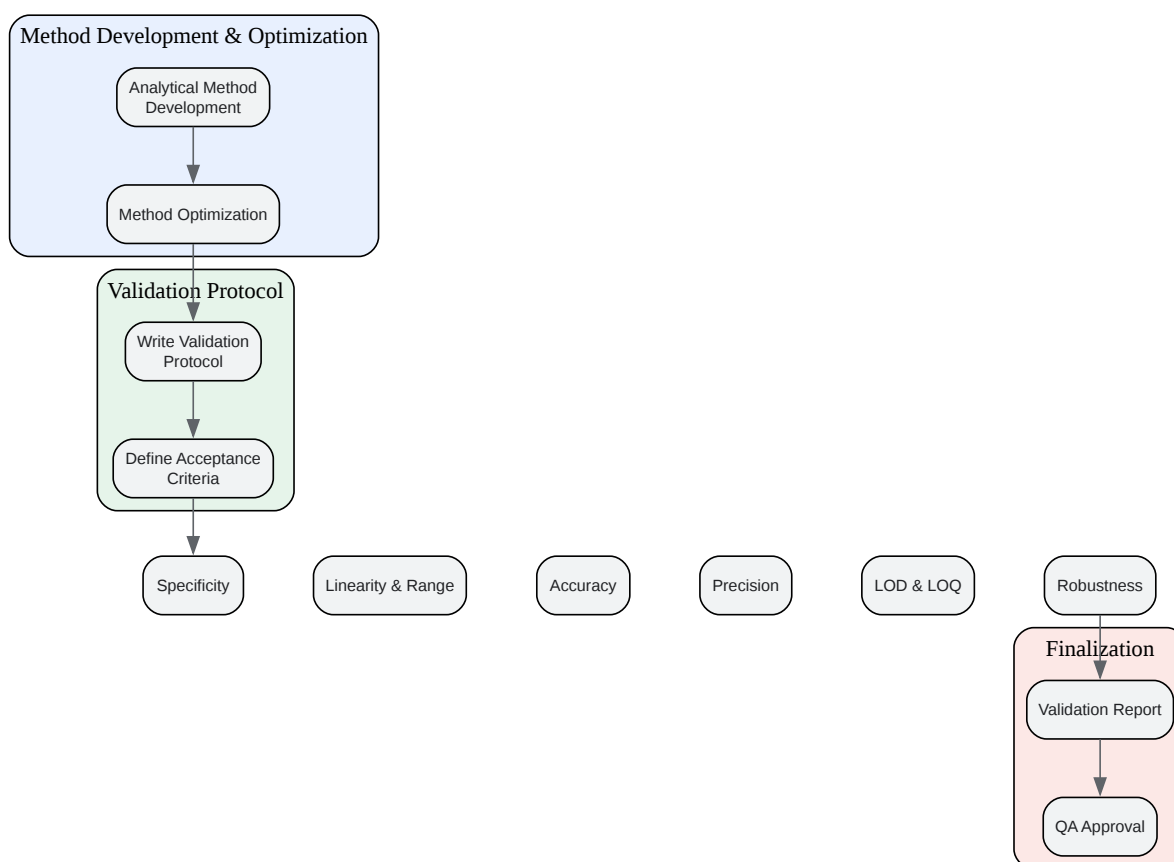 Method Development & Optimization
Analytical Method
Development
Method Optimization
Validation Protocol
Write Validation
Protocol
Define Acceptance
Criteria
Specificity
Linearity & Range
Accuracy
Precision
LOD & LOQ
Robustness
Finalization
Validation Report
QA Approval